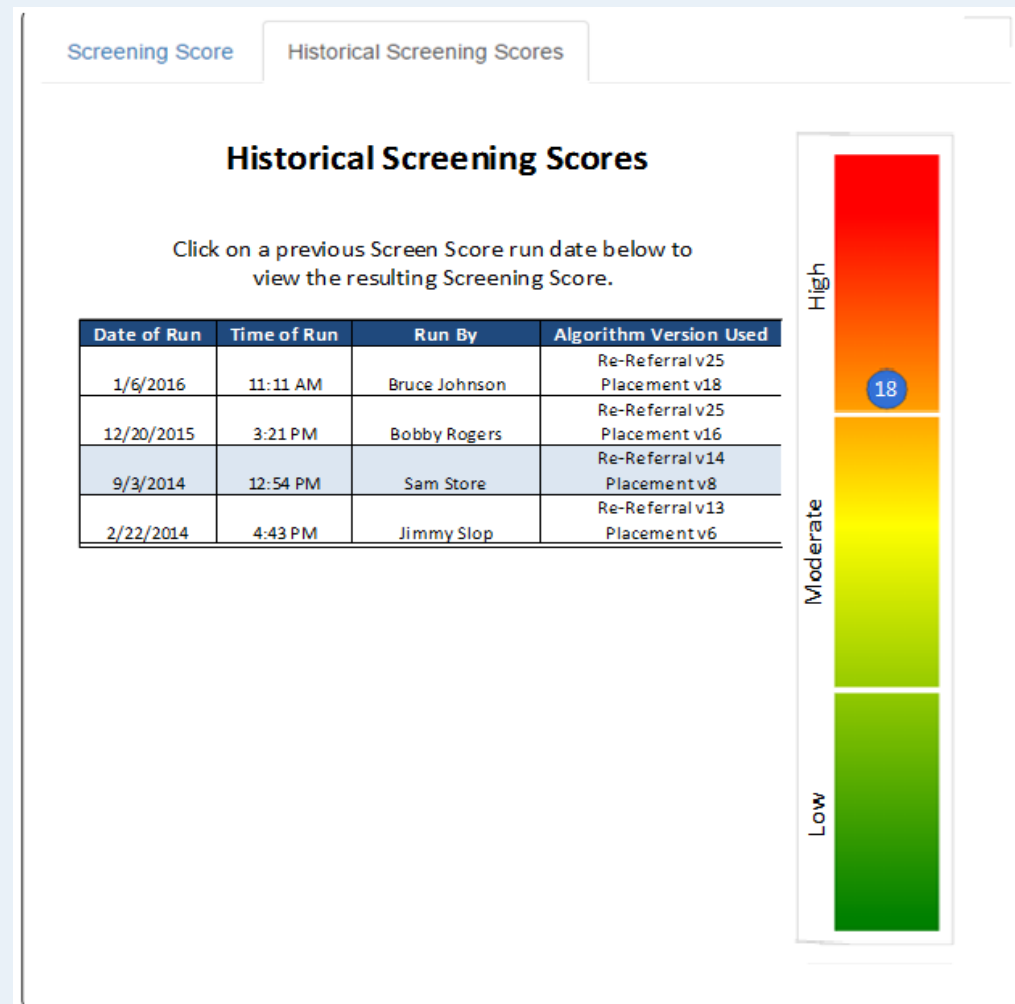 Screening Score
Historical Screening Scores
Historical Screening Scores
Click on a previous Screen Score run date below to
view the resulting Screening Score.
Date of Run Time of Run Run By Algorithm Version Used
Re-Referral v25
1/6/2016 11:11 AM Bruce Johnson Placement v18
Re-Referral v25
12/20/2015 3:21 PM Bobby Rogers Placement v16
Re-Referral v14
9/3/2014 12:54 PM Sam Store Placement v8
Re-Referral v13
2/22/2014 4:43 PM Jimmy Slop Placement v6
High
18
Moderate
Low